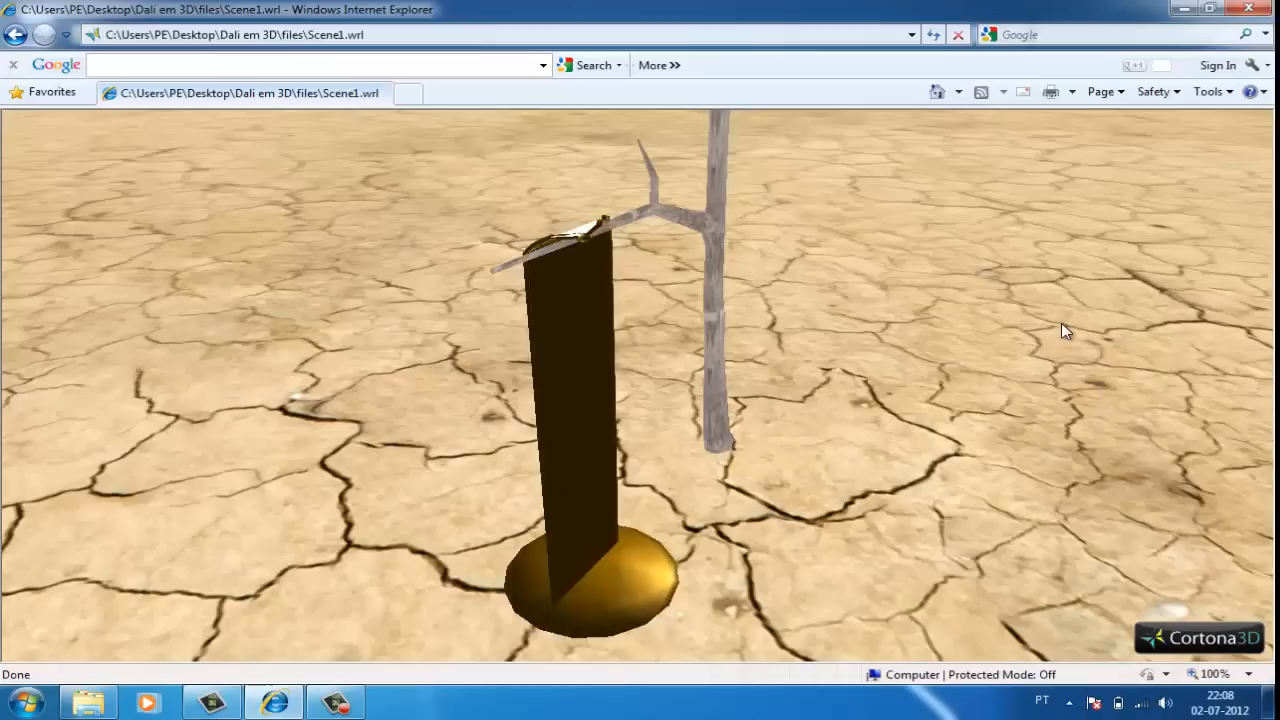 C:\Users\PE\Desktop\Dali em 3D\files\Scene1.wrl - Windows Internet Explorer
C:\Users\PE\Desktop\Dali em 3D\files\Scene1.wrl
Google
Google
Search
More
Sign In
Favorites
C:\Users\PE\Desktop\Dali em 3D\files\Scene1.wrl
Page
Safety
Tools
Cortona3D
Done
Computer | Protected Mode: Off
100%
PT
22:08
02-07-2012